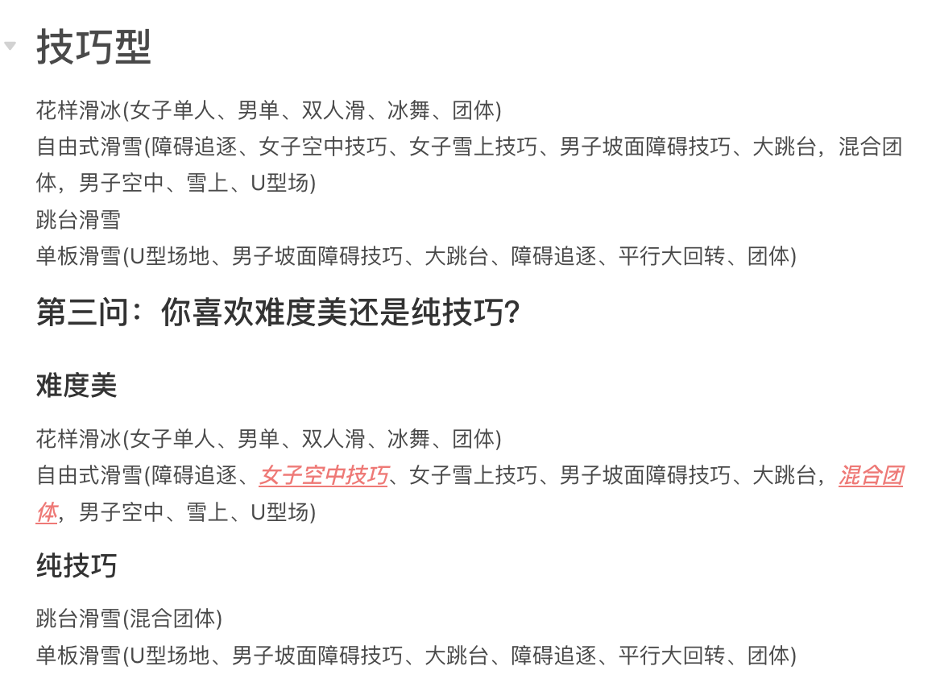 技巧型
花样滑冰(女子单人、男单、双人滑、冰舞、团体)
自由式滑雪(障碍追逐、女子空中技巧、女子雪上技巧、男子坡面障碍技巧、大跳台，混合团
体，男子空中、雪上、U型场)
跳台滑雪
单板滑雪(U型场地、男子坡面障碍技巧、大跳台、障碍追逐、平行大回转、团体)
第三问：你喜欢难度美还是纯技巧？
难度美
花样滑冰(女子单人、男单、双人滑、冰舞、团体)
自由式滑雪(障碍追逐、女子空中技巧、女子雪上技巧、男子坡面障碍技巧、大跳台，混合团
体，男子空中、雪上、U型场)
纯技巧
跳台滑雪(混合团体)
单板滑雪(U型场地、男子坡面障碍技巧、大跳台、障碍追逐、平行大回转、团体)